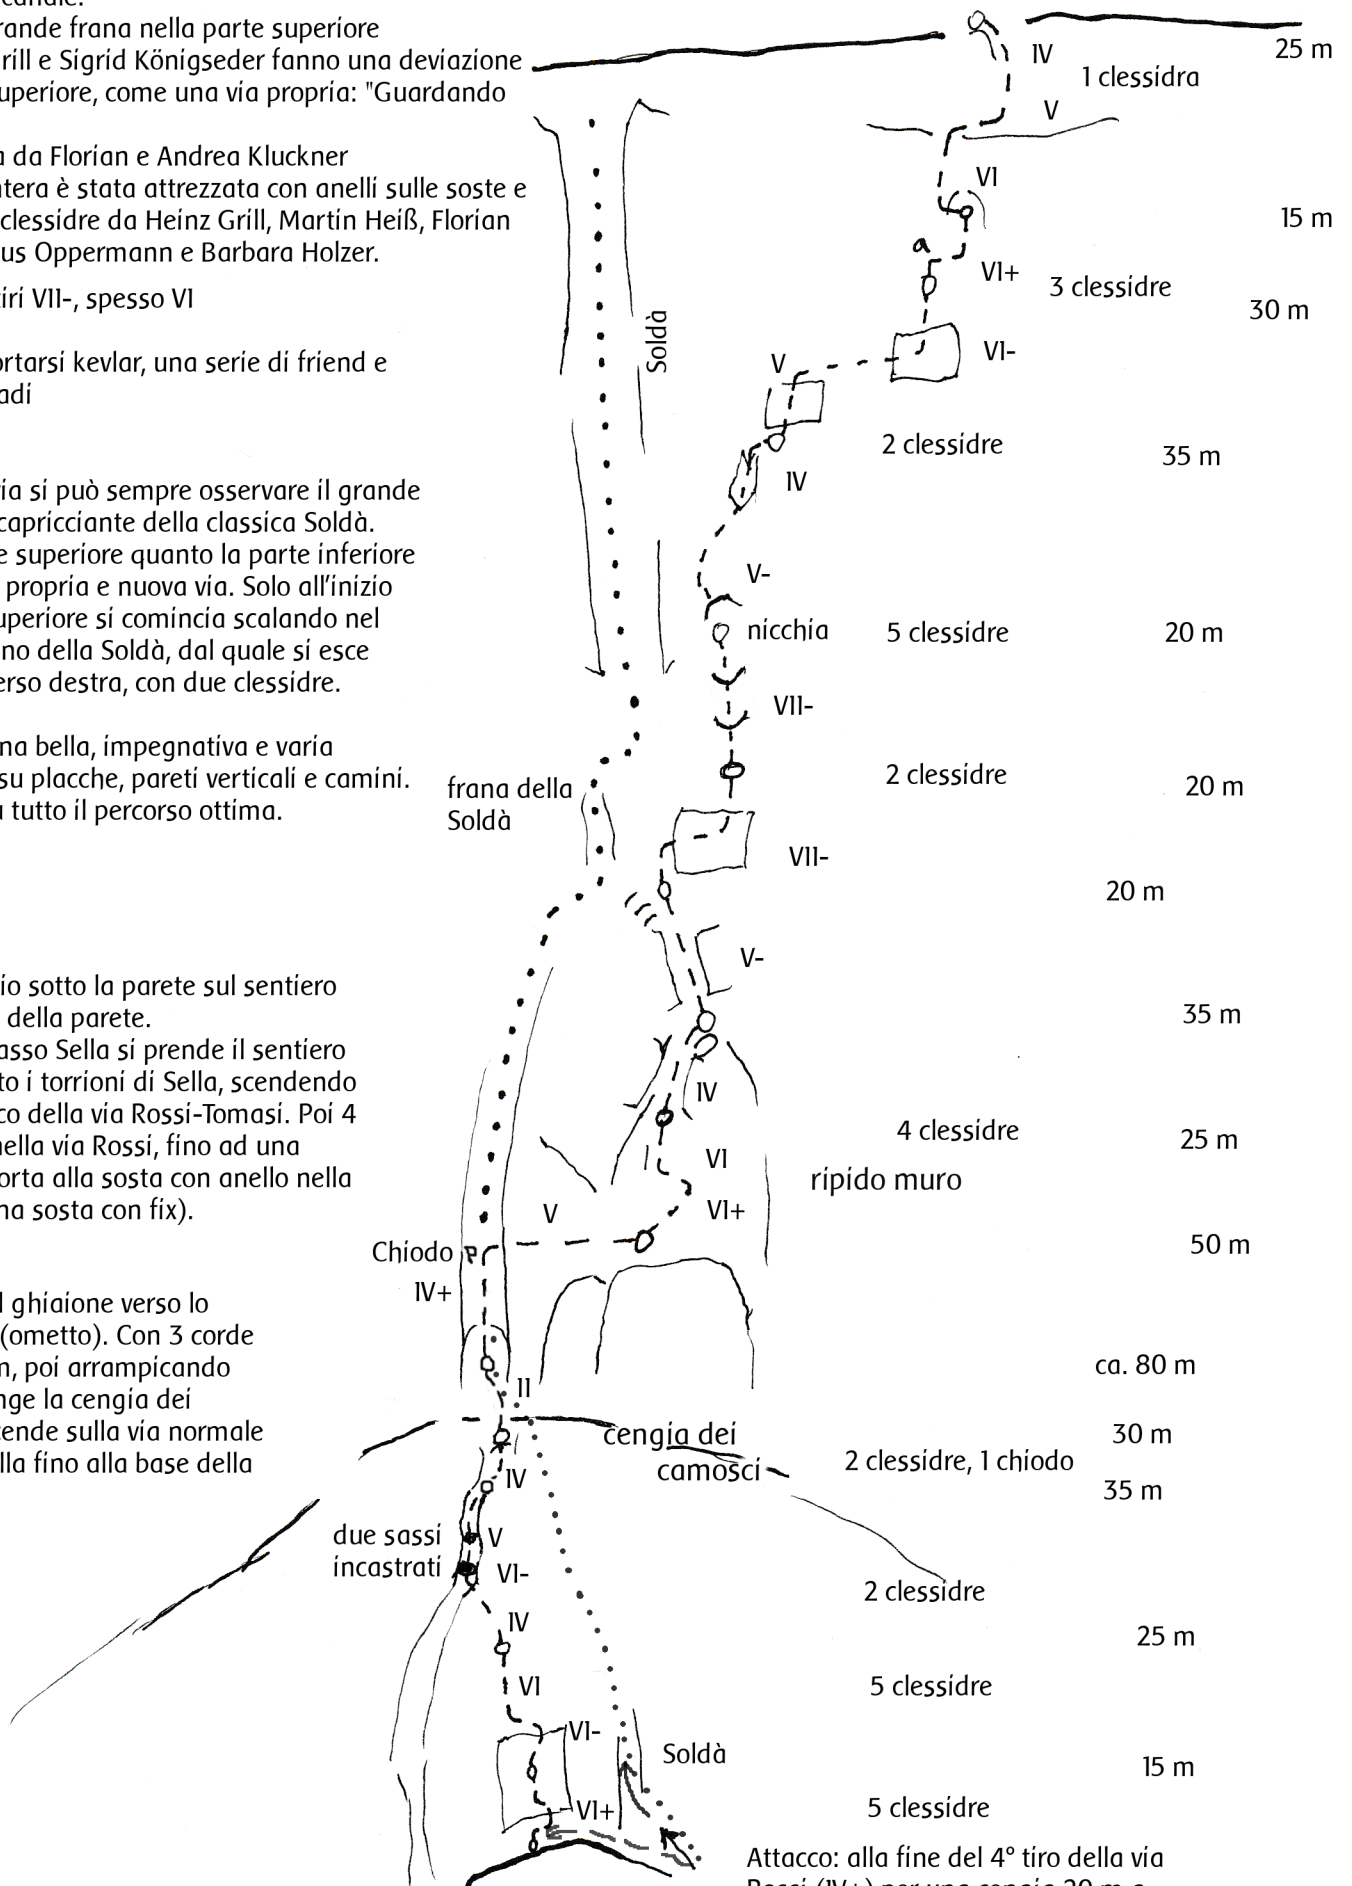 canale.
rande frana nella parte superiore
rill e Sigrid Königseder fanno una deviazione
uperiore, come una via propria: "Guardando
a da Florian e Andrea Kluckner
ntera è stata attrezzata con anelli sulle soste e
clessidre da Heinz Grill, Martin Heiß, Florian
us Oppermann e Barbara Holzer.
tiri VII-, spesso VI
ortarsi kevlar, una serie di friend e
adi
ia si può sempre osservare il grande
capricciante della classica Soldà.
e superiore quanto la parte inferiore
propria e nuova via. Solo all'inizio
uperiore si comincia scalando nel
no della Soldà, dal quale si esce
erso destra, con due clessidre.
na bella, impegnativa e varia
su placche, pareti verticali e camini.
a tutto il percorso ottima.
io sotto la parete sul sentiero
della parete.
asso Sella si prende il sentiero
to i torrioni di Sella, scendendo
co della via Rossi-Tomasi. Poi 4
nella via Rossi, fino ad una
orta alla sosta con anello nella
na sosta con fix).
l ghiaione verso lo
(ometto). Con 3 corde
m, poi arrampicando
nge la cengia dei
cende sulla via normale
lla fino alla base della
IV
25 m
1 clessidra
V
VI
15 m
a
VI+
3 clessidre
30 m
Soldà
VI-
V
2 clessidre
35 m
IV
V-
nicchia
5 clessidre
20 m
VII-
2 clessidre
20 m
frana della
Soldà
VII-
20 m
V-
35 m
IV
4 clessidre
25 m
VI
ripido muro
VI+
V
50 m
Chiodo
IV+
ca. 80 m
II
cengia dei
camosci
30 m
2 clessidre, 1 chiodo
IV
35 m
due sassi
incastrati
V
VI-
2 clessidre
IV
25 m
VI
5 clessidre
VI-
Soldà
15 m
VI+
5 clessidre
Attacco: alla fine del 4° tiro della via
Rossi (IV+) per una cengia 20 m a